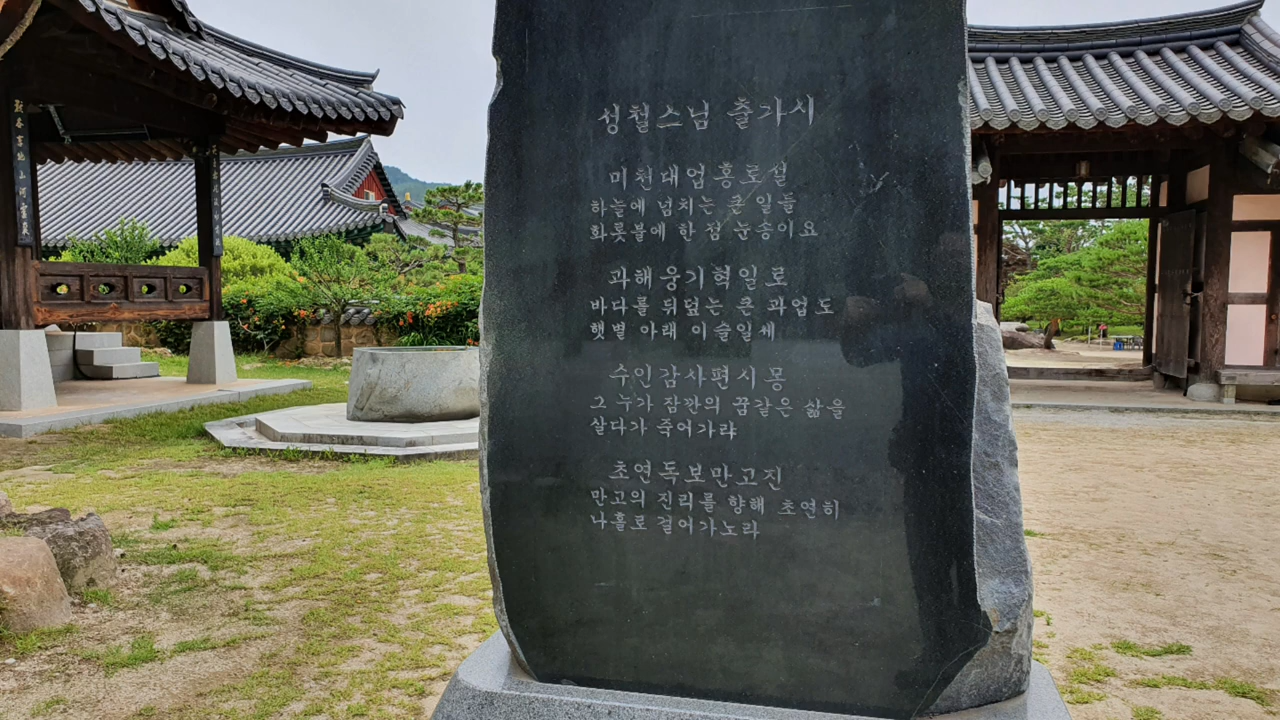 성철스님 출가시
미천대업홍로설
하늘에 넘치는 큰 일들
화롯불에 한 점 눈송이요
과해웅기혁일로
바다를 뒤덮는 큰 과업도
햇볕 아래 이슬일세
수인감사편시몽
그 누가 잠깐의 꿈같은 삶을
살다가 죽어가랴
초연독보만고진
만고의 진리를 향해 초연히
나홀로 걸어가노라